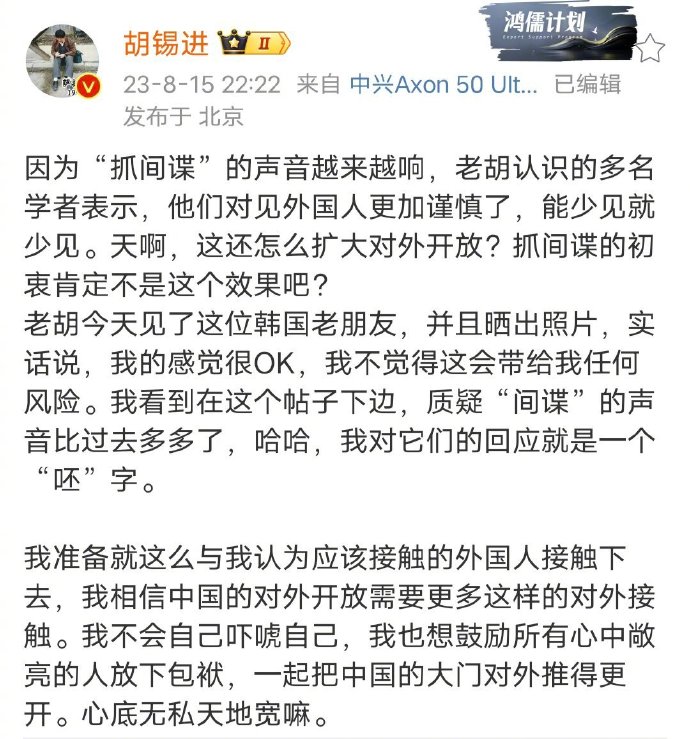 胡锡进 II
鸿儒计划
Expert Support Program
23-8-15 22:22 来自 中兴Axon 50 Ult... 已编辑
发布于 北京
因为“抓间谍”的声音越来越响，老胡认识的多名
学者表示，他们对见外国人更加谨慎了，能少见就
少见。天啊，这还怎么扩大对外开放？抓间谍的初
衷肯定不是这个效果吧？
老胡今天见了这位韩国老朋友，并且晒出照片，实
话说，我的感觉很OK，我不觉得这会带给我任何
风险。我看到在这个帖子下边，质疑“间谍”的声
音比过去多多了，哈哈，我对它们的回应就是一个
“呸”字。
我准备就这么与我认为应该接触的外国人接触下
去，我相信中国的对外开放需要更多这样的对外接
触。我不会自己吓唬自己，我也想鼓励所有心中敞
亮的人放下包袱，一起把中国的大门对外推得更
开。心底无私天地宽嘛。